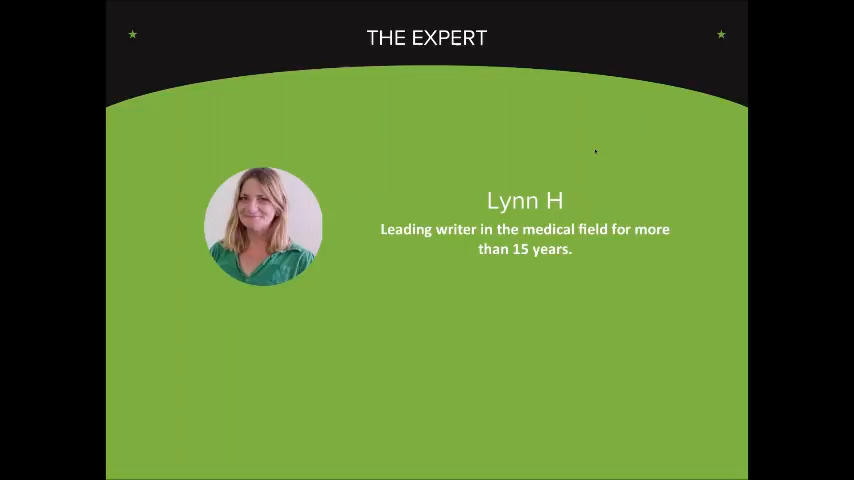 THE EXPERT
Lynn H
Leading writer in the medical field for more
than 15 years.